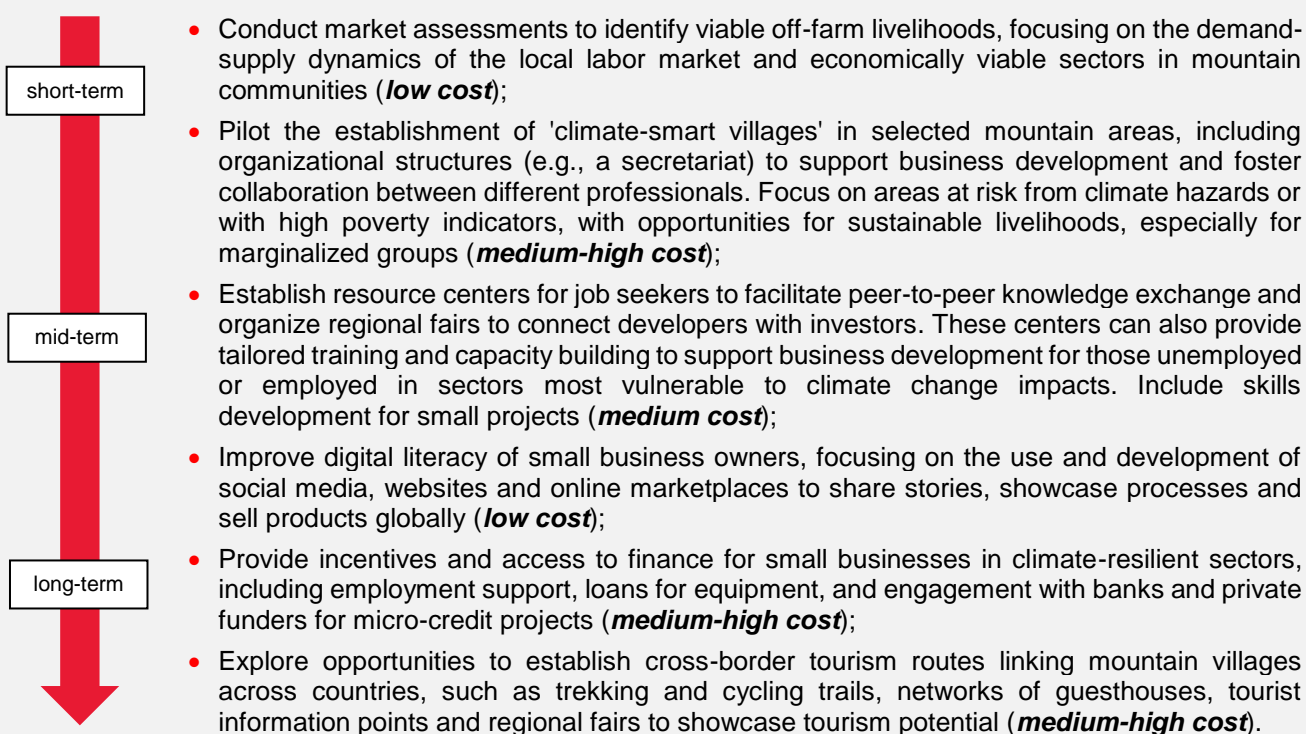 • Conduct market assessments to identify viable off-farm livelihoods, focusing on the demand-
supply dynamics of the local labor market and economically viable sectors in mountain
short-term
communities (low cost);
• Pilot the establishment of 'climate-smart villages' in selected mountain areas, including
organizational structures (e.g., a secretariat) to support business development and foster
collaboration between different professionals. Focus on areas at risk from climate hazards or
with high poverty indicators, with opportunities for sustainable livelihoods, especially for
marginalized groups (medium-high cost);
• Establish resource centers for job seekers to facilitate peer-to-peer knowledge exchange and
organize regional fairs to connect developers with investors. These centers can also provide
mid-term
tailored training and capacity building to support business development for those unemployed
or employed in sectors most vulnerable to climate change impacts. Include skills
development for small projects (medium cost);
• Improve digital literacy of small business owners, focusing on the use and development of
social media, websites and online marketplaces to share stories, showcase processes and
sell products globally (low cost);
• Provide incentives and access to finance for small businesses in climate-resilient sectors,
long-term
including employment support, loans for equipment, and engagement with banks and private
funders for micro-credit projects (medium-high cost);
• Explore opportunities to establish cross-border tourism routes linking mountain villages
across countries, such as trekking and cycling trails, networks of guesthouses, tourist
information points and regional fairs to showcase tourism potential (medium-high cost).